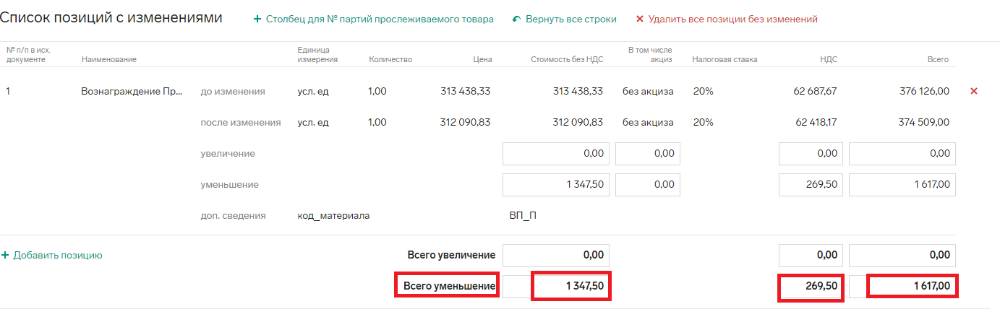 Список позиций с изменениями + Столбец для № партий прослеживаемого товара Вернуть все строки × Удалить все позиции без изменений
№ п/п в исх. документе Наименование Единица измерения Количество Цена Стоимость без НДС В том числе акциз Налоговая ставка НДС Всего
1 Вознаграждение Пр... до изменения усл. ед 1,00 313 438,33 313 438,33 без акциза 20% 62 687,67 376 126,00 ×
после изменения усл. ед 1,00 312 090,83 312 090,83 без акциза 20% 62 418,17 374 509,00
увеличение 0,00 0,00 0,00 0,00
уменьшение 1 347,50 0,00 269,50 1 617,00
доп. сведения код_материала ВП_П
+ Добавить позицию Всего увеличение 0,00 0,00 0,00
Всего уменьшение 1 347,50 269,50 1 617,00